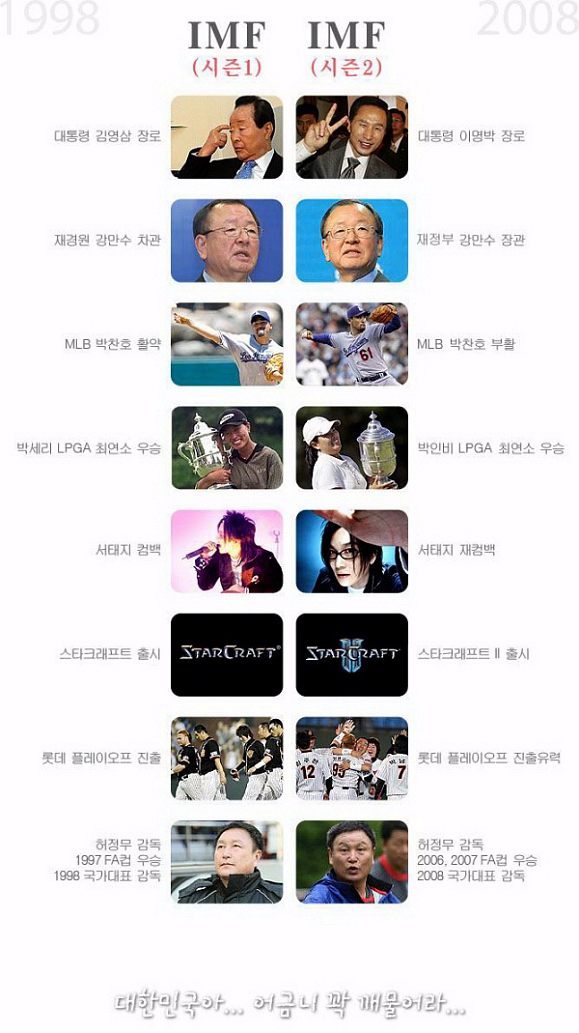 1998
2008
IMF
IMF
(시즌1)
(시즌2)
대통령 김영삼 장로
대통령 이명박 장로
재경원 강만수 차관
재정부 강만수 장관
MLB 박찬호 활약
MLB 박찬호 부활
61
박세리 LPGA 최연소 우승
박인비 LPGA 최연소 우승
서태지 컴백
서태지 재컴백
스타크래프트 출시
STARCRAFT®
STARCRAFT
II
스타크래프트 II 출시
롯데 플레이오프 진출
12
93
7
롯데 플레이오프 진출유력
허정무 감독
1997 FA컵 우승
1998 국가대표 감독
허정무 감독
2006, 2007 FA컵 우승
2008 국가대표 감독
대한민국아... 어금니 꽉 깨물어라...